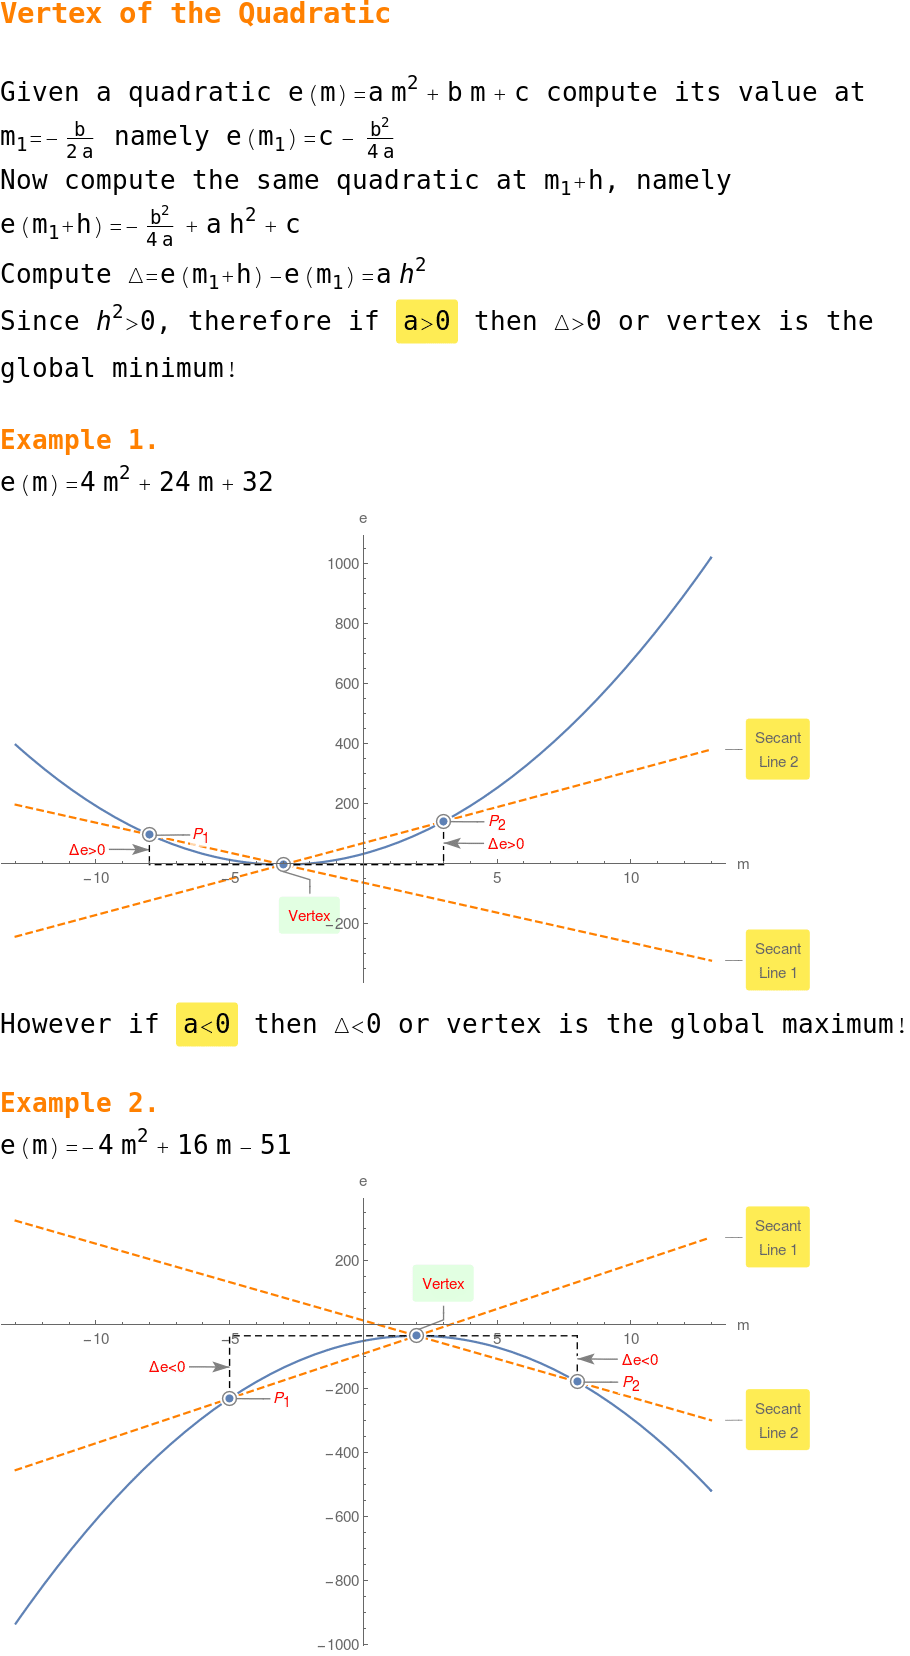 Vertex of the Quadratic
Given a quadratic e(m)=a m² + b m + c compute its value at
m₁=- b/2a namely e(m₁)=c - b²/4a
Now compute the same quadratic at m₁+h, namely
e(m₁+h)=- b²/4a + a h² + c
Compute Δ=e(m₁+h)-e(m₁)=a h²
Since h²>0, therefore if a>0 then Δ>0 or vertex is the
global minimum!
Example 1.
e(m)=4 m² + 24 m + 32
e
1000
800
600
400
Secant
Line 2
200
P₁
P₂
Δe>0
Δe>0
m
-10
-5
5
10
Vertex
-200
Secant
Line 1
However if a<0 then Δ<0 or vertex is the global maximum!
Example 2.
e(m)=-4 m² + 16 m - 51
e
Secant
Line 1
200
Vertex
m
-10
-5
5
10
Δe<0
Δe<0
P₂
-200
P₁
Secant
Line 2
-400
-600
-800
-1000